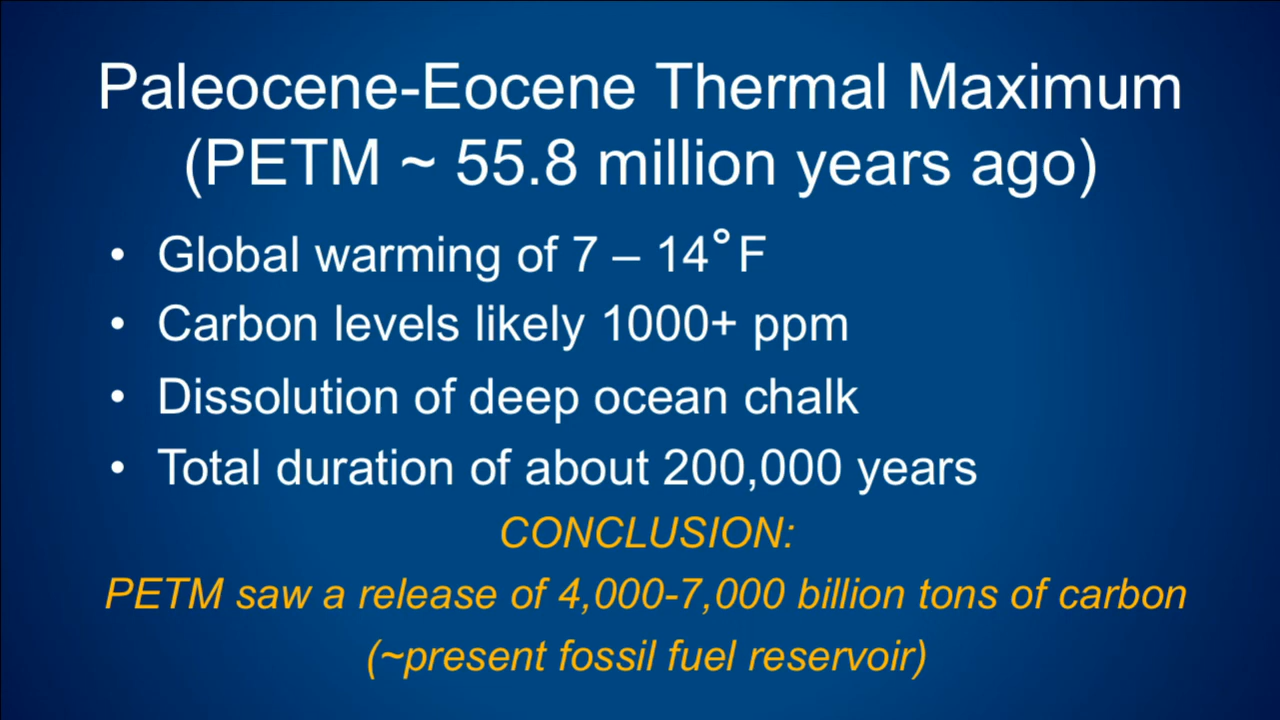 Paleocene-Eocene Thermal Maximum
(PETM ~ 55.8 million years ago)
• Global warming of 7 – 14°F
• Carbon levels likely 1000+ ppm
• Dissolution of deep ocean chalk
• Total duration of about 200,000 years
CONCLUSION:
PETM saw a release of 4,000-7,000 billion tons of carbon
(~present fossil fuel reservoir)